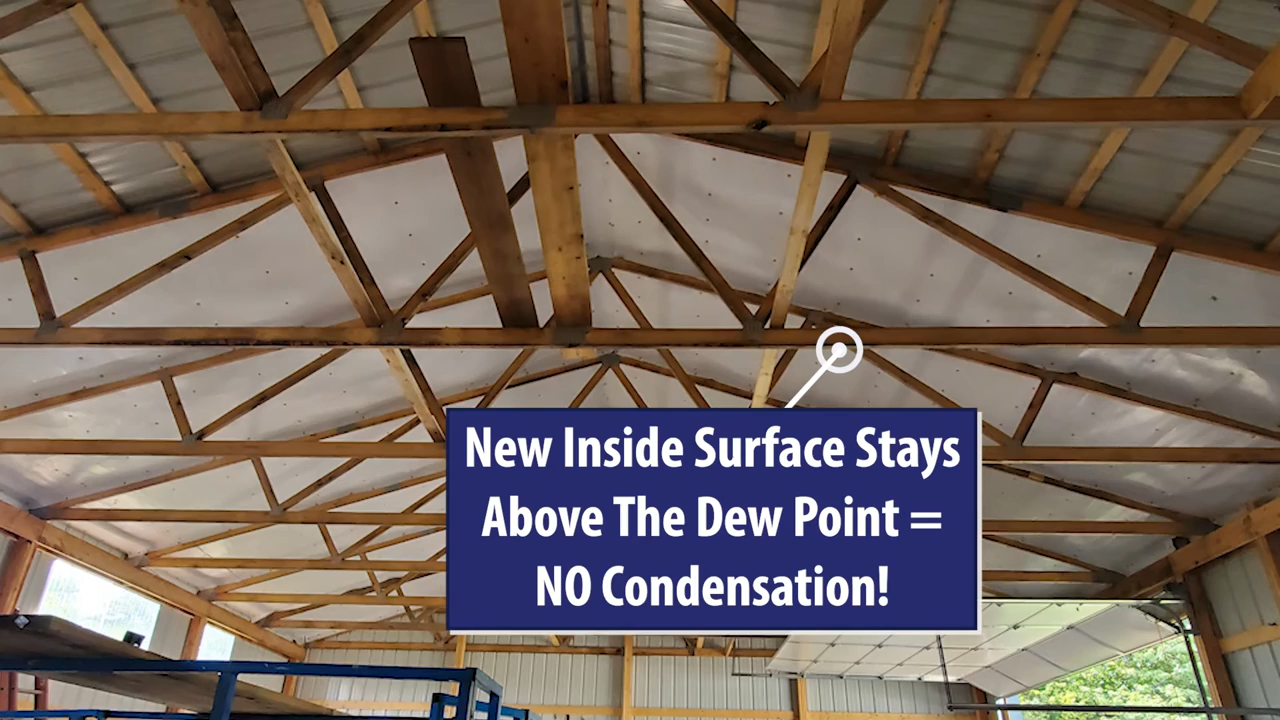 New Inside Surface Stays
Above The Dew Point =
NO Condensation!